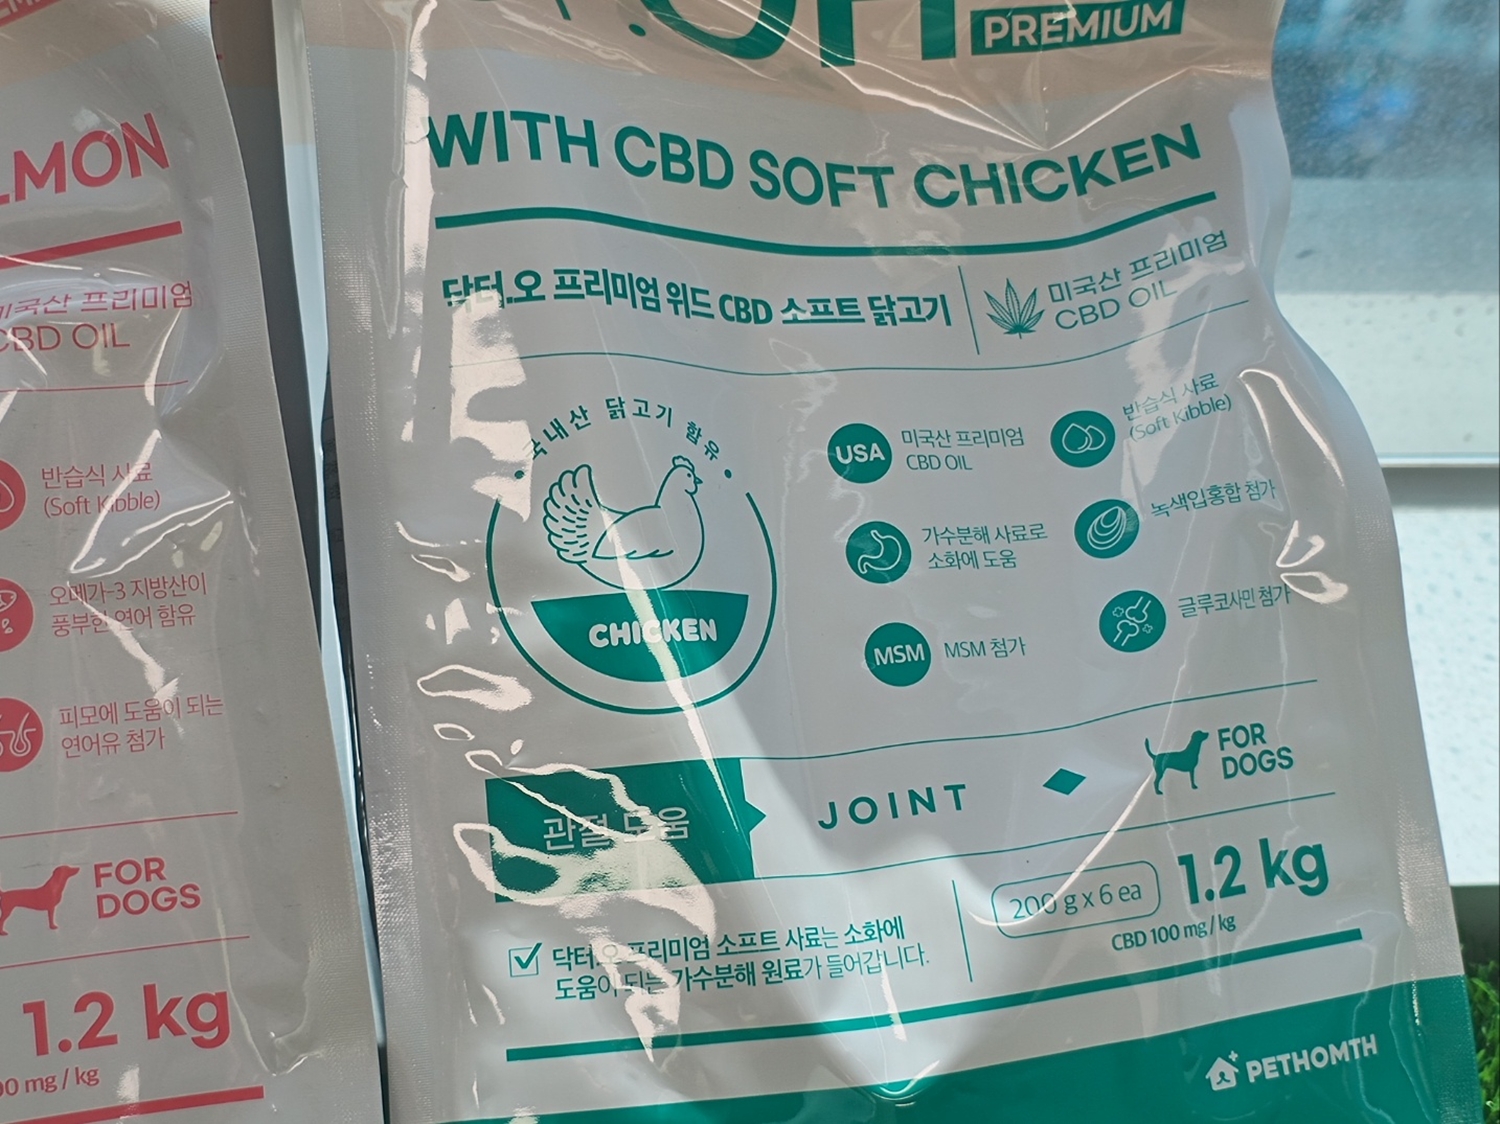 PREMIUM
WITH CBD SOFT CHICKEN
닥터.오 프리미엄 위드 CBD 소프트 닭고기
미국산 프리미엄
CBD OIL
국내산 닭고기 함유
CHICKEN
USA
미국산 프리미엄
CBD OIL
반습식 사료
(Soft Kibble)
가수분해 사료로
소화에 도움
녹색입홍합 첨가
MSM
MSM 첨가
글루코사민 첨가
관절 도움
JOINT
FOR
DOGS
닥터.오 프리미엄 소프트 사료는 소화에
도움이 되는 가수분해 원료가 들어갑니다.
200 g x 6 ea
1.2 kg
CBD 100 mg / kg
PETHOMTH
LMON
미국산 프리미엄
CBD OIL
반습식 사료
(Soft Kibble)
오메가-3 지방산이
풍부한 연어 함유
피모에 도움이 되는
연어유 첨가
FOR
DOGS
1.2 kg
00 mg / kg